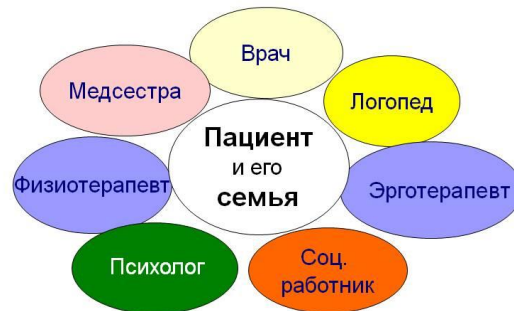 Врач
Медсестра
Логопед
Пациент
и его
семья
Физиотерапевт
Эрготерапевт
Психолог
Соц.
работник